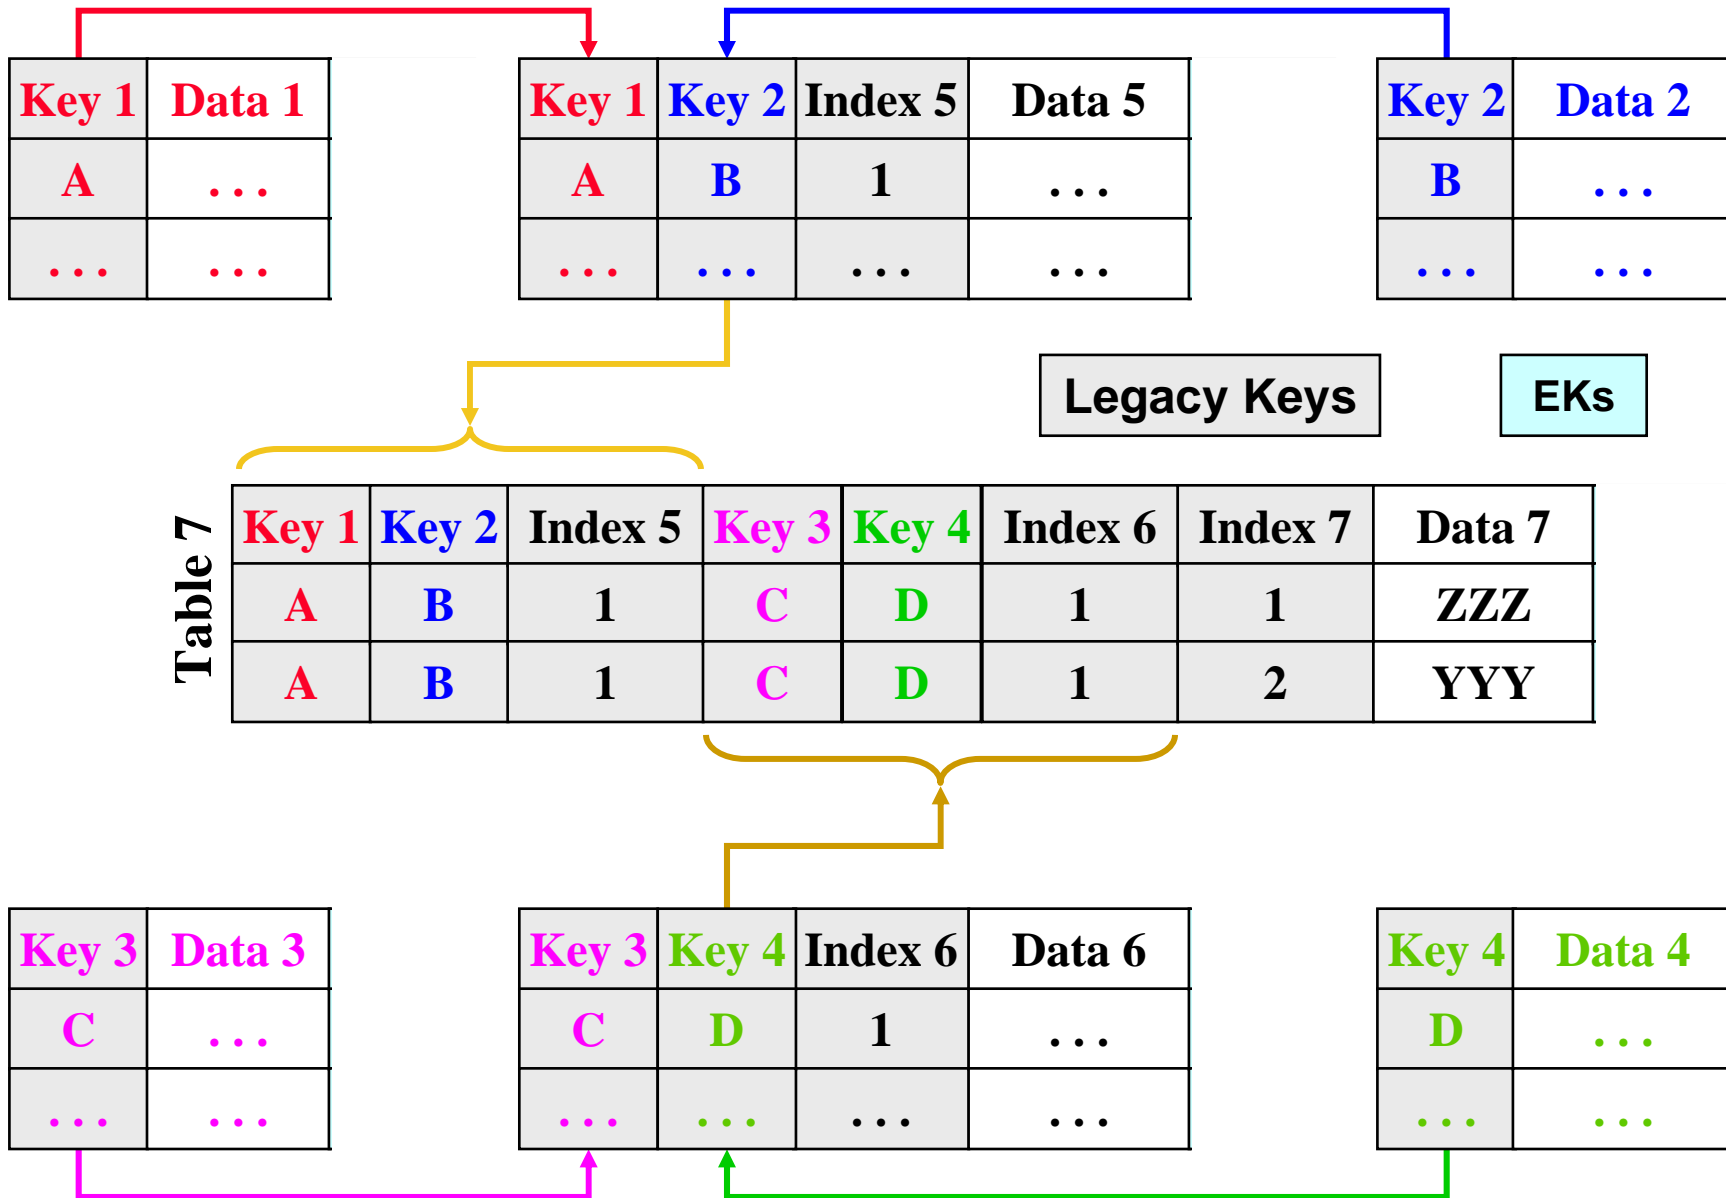 Key 1 Data 1
A ...
... ...
Key 1 Key 2 Index 5 Data 5
A B 1 ...
... ... ... ...
Key 2 Data 2
B ...
... ...
Legacy Keys
EKs
Table 7
Key 1 Key 2 Index 5 Key 3 Key 4 Index 6 Index 7 Data 7
A B 1 C D 1 1 ZZZ
A B 1 C D 1 2 YYY
Key 3 Data 3
C ...
... ...
Key 3 Key 4 Index 6 Data 6
C D 1 ...
... ... ... ...
Key 4 Data 4
D ...
... ...